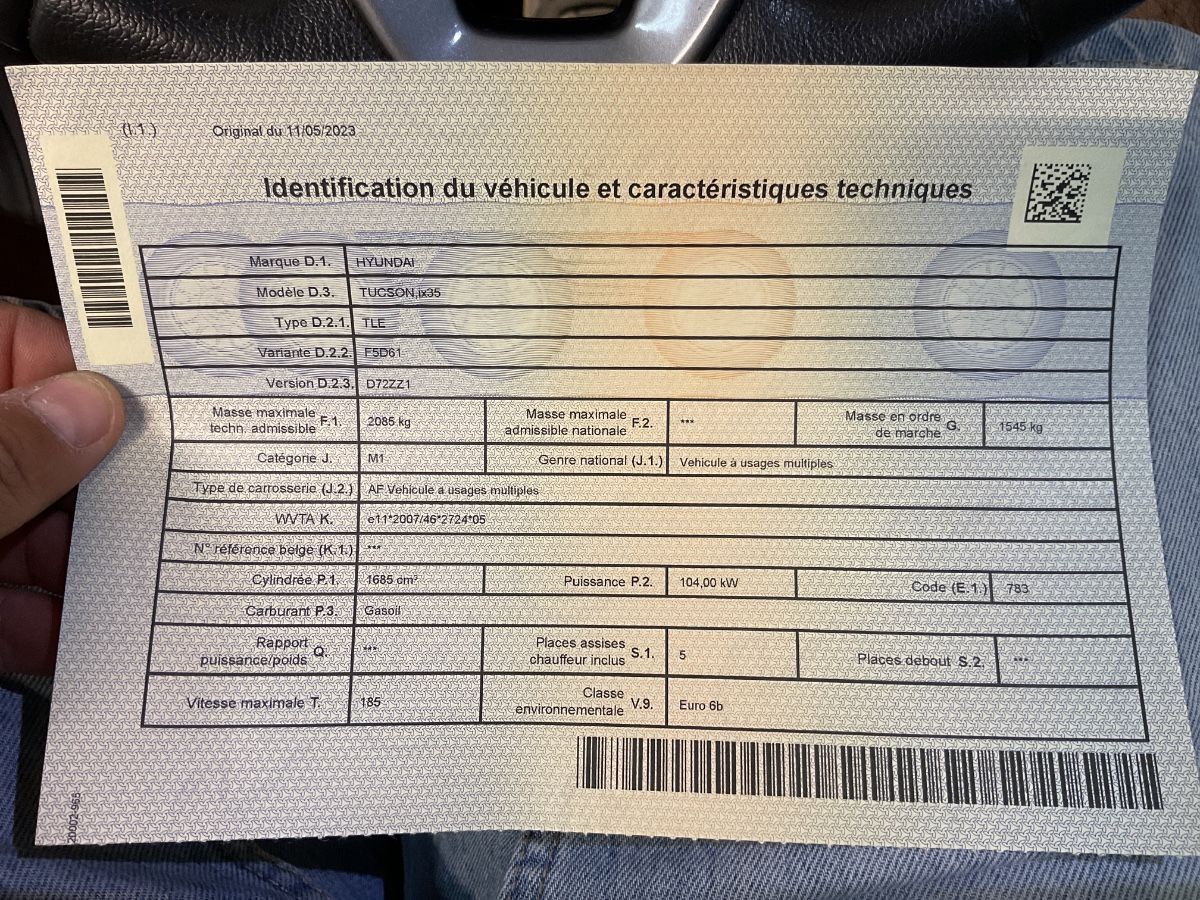 (I.1.) Original du 11/05/2023
Identification du véhicule et caractéristiques techniques
Marque D.1. HYUNDAI
Modèle D.3. TUCSON,ix35
Type D.2.1. TLE
Variante D.2.2. F5D61
Version D.2.3. D72ZZ1
Masse maximale techn. admissible F.1. 2085 kg Masse maximale admissible nationale F.2. *** Masse en ordre de marche G. 1545 kg
Catégorie J. M1 Genre national (J.1.) Vehicule à usages multiples
Type de carrosserie (J.2.) AF Vehicule à usages multiples
WVTA K. e11*2007/46*2724*05
N° référence belge (K.1.) ***
Cylindrée P.1. 1685 cm³ Puissance P.2. 104,00 kW Code (E.1.) 783
Carburant P.3. Gasoil
Rapport puissance/poids Q. *** Places assises chauffeur inclus S.1. 5 Places debout S.2. ***
Vitesse maximale T. 185 Classe environnementale V.9. Euro 6b
20002-965